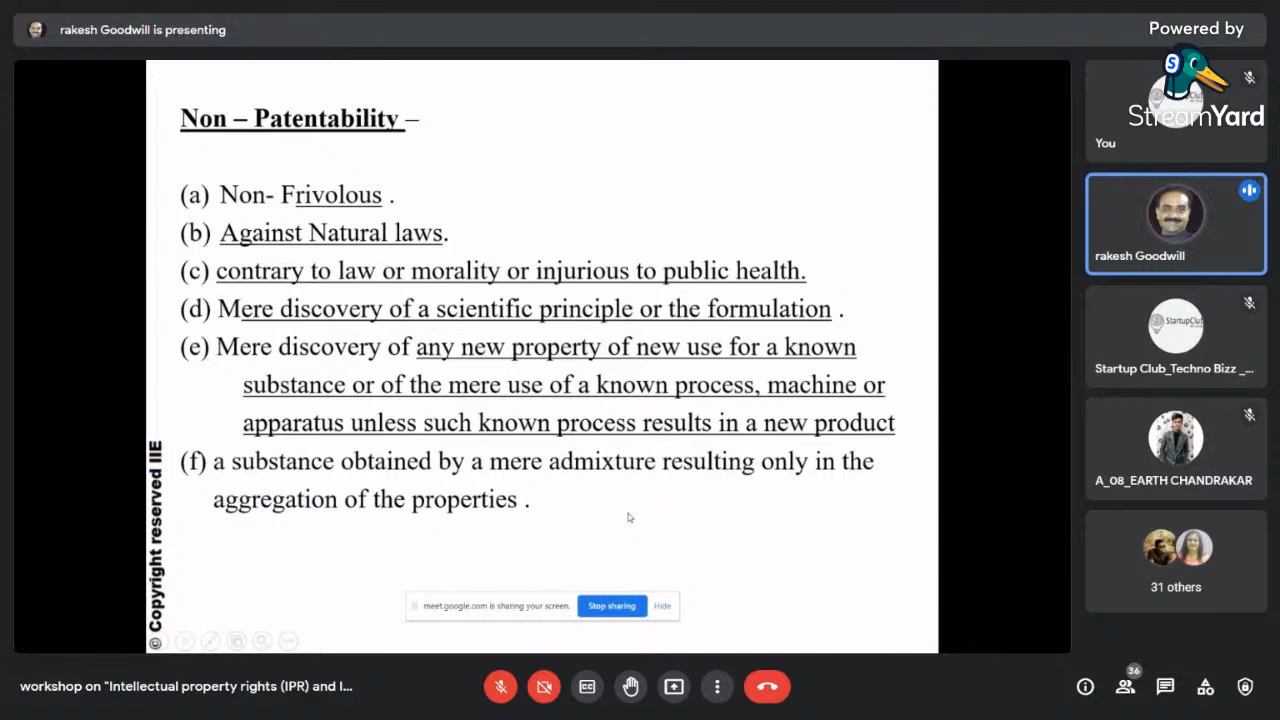 rakesh Goodwill is presenting
Powered by
StreamYard
S
Non – Patentability –
(a) Non- Frivolous .
(b) Against Natural laws.
(c) contrary to law or morality or injurious to public health.
(d) Mere discovery of a scientific principle or the formulation .
(e) Mere discovery of any new property of new use for a known
substance or of the mere use of a known process, machine or
apparatus unless such known process results in a new product
(f) a substance obtained by a mere admixture resulting only in the
aggregation of the properties .
© Copyright reserved IIE
meet.google.com is sharing your screen.
Stop sharing
Hide
You
rakesh Goodwill
StartupClub
Startup Club_Techno Bizz _...
A_08_EARTH CHANDRAKAR
31 others
workshop on "Intellectual property rights (IPR) and I...
CC
36